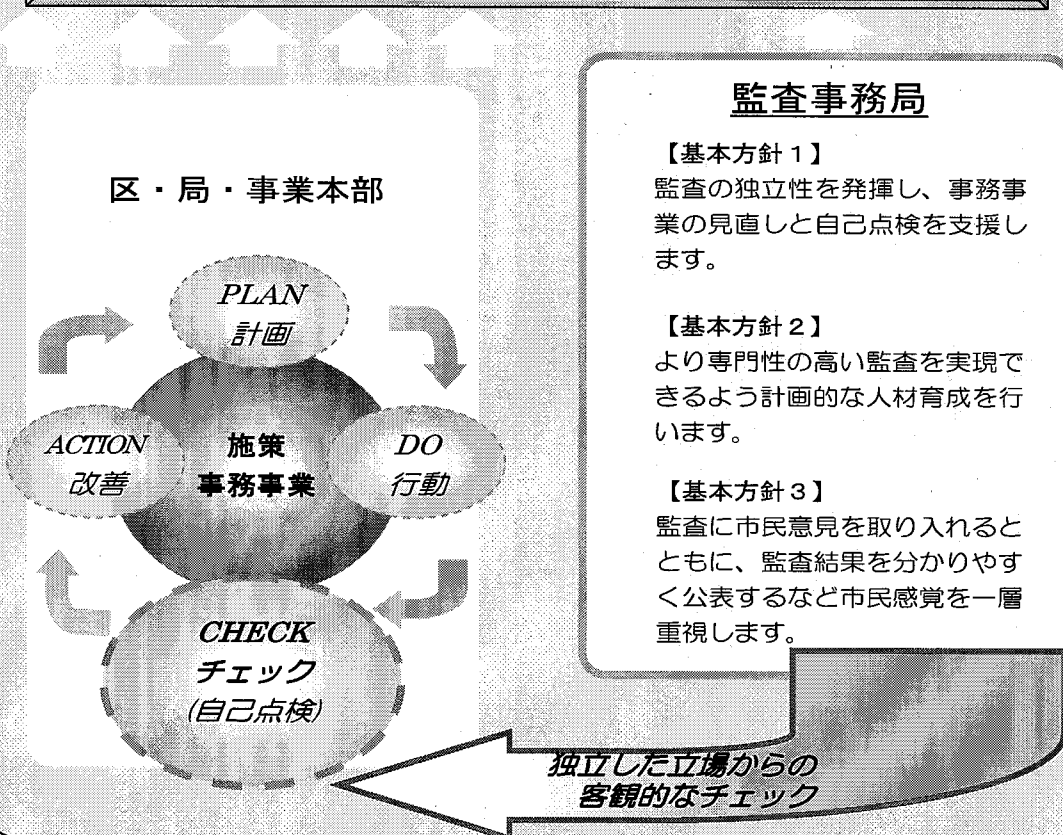 区・局・事業本部
PLAN
計画
ACTION
改善
施策
事務事業
DO
行動
CHECK
チェック
(自己点検)
監査事務局
【基本方針１】
監査の独立性を発揮し、事務事
業の見直しと自己点検を支援し
ます。
【基本方針２】
より専門性の高い監査を実現で
きるよう計画的な人材育成を行
います。
【基本方針３】
監査に市民意見を取り入れると
ともに、監査結果を分かりやす
く公表するなど市民感覚を一層
重視します。
独立した立場からの
客観的なチェック